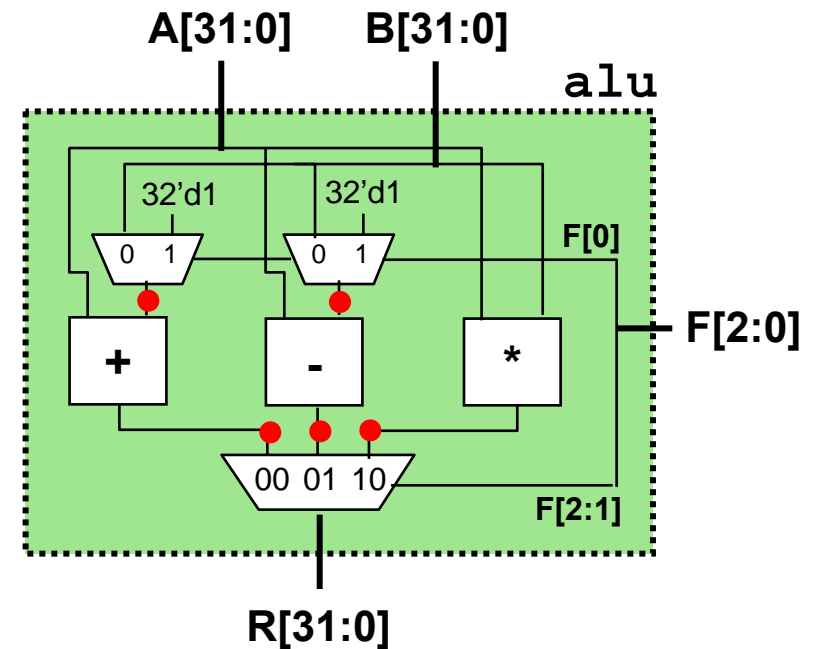 A[31:0] B[31:0]
alu
32'd1 32'd1
0 1 0 1 F[0]
+ - * F[2:0]
00 01 10
F[2:1]
R[31:0]